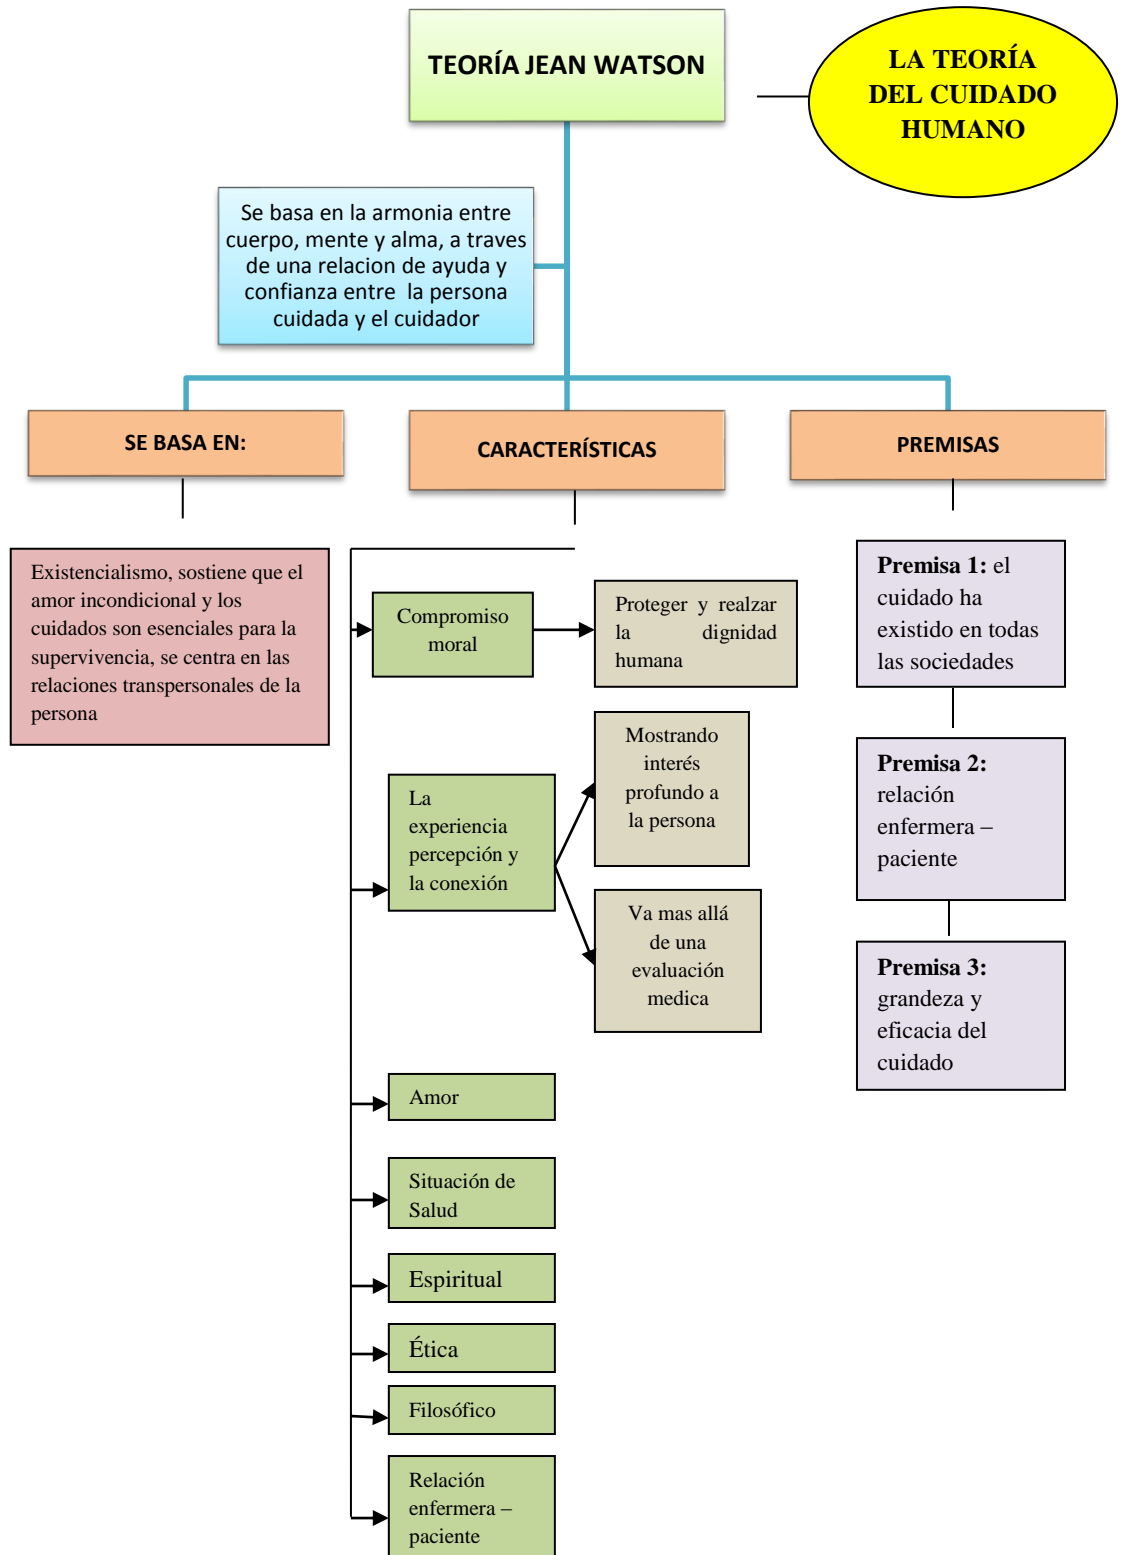 TEORÍA JEAN WATSON
LA TEORÍA
DEL CUIDADO
HUMANO
Se basa en la armonia entre
cuerpo, mente y alma, a traves
de una relacion de ayuda y
confianza entre la persona
cuidada y el cuidador
SE BASA EN:
CARACTERÍSTICAS
PREMISAS
Existencialismo, sostiene que el
amor incondicional y los
cuidados son esenciales para la
supervivencia, se centra en las
relaciones transpersonales de la
persona
Compromiso
moral
Proteger y realzar
la dignidad
humana
La
experiencia
percepción y
la conexión
Mostrando
interés
profundo a
la persona
Va mas allá
de una
evaluación
medica
Amor
Situación de
Salud
Espiritual
Ética
Filosófico
Relación
enfermera –
paciente
Premisa 1: el
cuidado ha
existido en todas
las sociedades
Premisa 2:
relación
enfermera –
paciente
Premisa 3:
grandeza y
eficacia del
cuidado